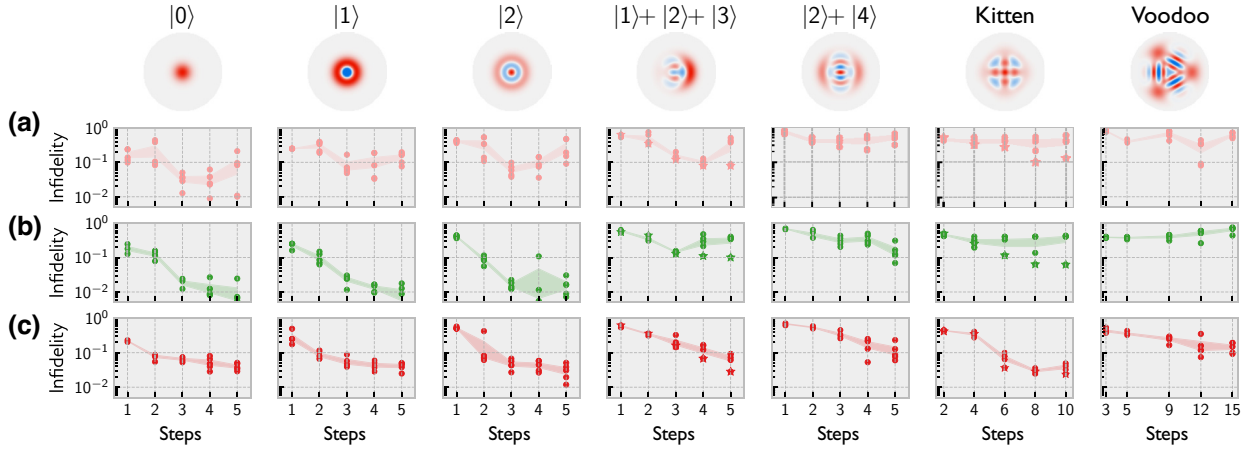 |0⟩ |1⟩ |2⟩ |1⟩+ |2⟩+ |3⟩ |2⟩+ |4⟩ Kitten Voodoo
(a)
Infidelity
10⁰
10⁻¹
10⁻²
(b)
Infidelity
10⁰
10⁻¹
10⁻²
(c)
Infidelity
10⁰
10⁻¹
10⁻²
1 2 3 4 5 1 2 3 4 5 1 2 3 4 5 1 2 3 4 5 1 2 3 4 5 2 4 6 8 10 3 5 9 12 15
Steps Steps Steps Steps Steps Steps Steps